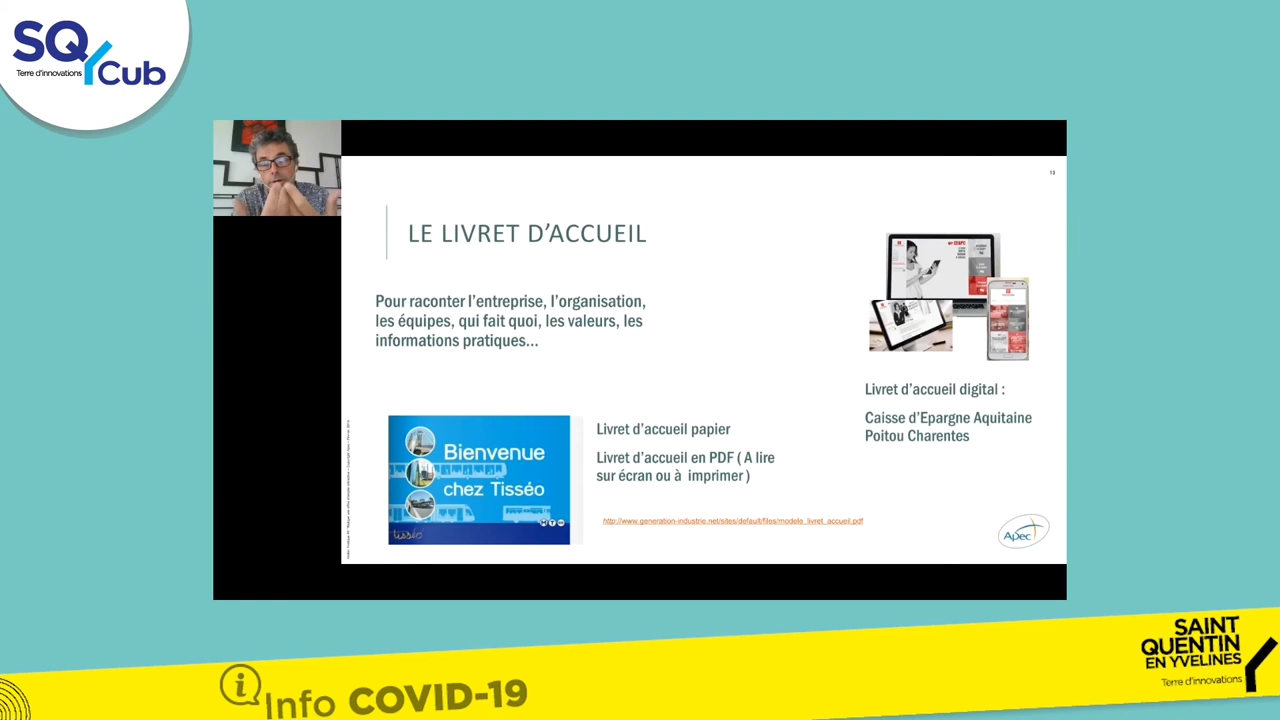 SQY Cub
Terre d'innovations
13
LE LIVRET D'ACCUEIL
Pour raconter l'entreprise, l'organisation,
les équipes, qui fait quoi, les valeurs, les
informations pratiques...
Livret d'accueil digital :
Caisse d'Epargne Aquitaine
Poitou Charentes
Bienvenue
chez Tisséo
tisséo
Livret d'accueil papier
Livret d'accueil en PDF ( A lire
sur écran ou à imprimer )
http://www.generation-industrie.net/sites/default/files/modele_livret_accueil.pdf
Apec
SAINT
QUENTIN
EN YVELINES
Terre d'innovations
i Info COVID-19